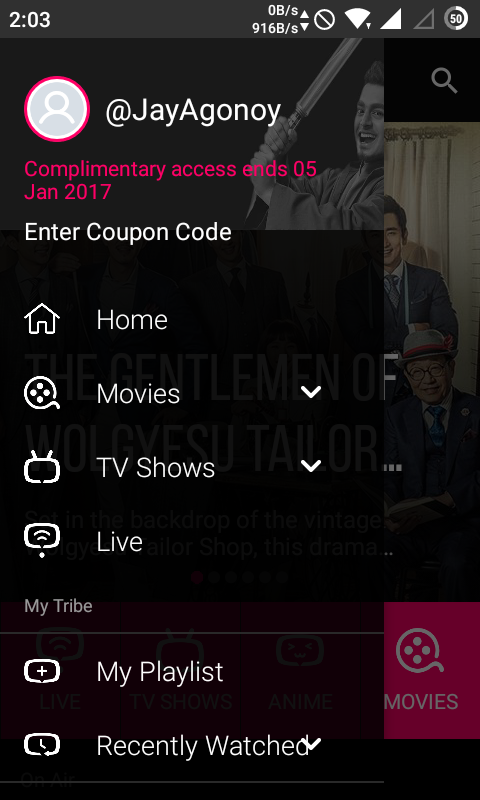 2:03
0B/s
916B/s
50
@JayAgonoy
Complimentary access ends 05
Jan 2017
Enter Coupon Code
Home
THE GENTLEMEN OF
Movies
WOLGYESU TAILOR...
TV Shows
Set in the backdrop of the vintage
Wolgyesu Tailor Shop, this drama...
Live
My Tribe
My Playlist
LIVE
TV SHOWS
ANIME
MOVIES
Recently Watched
On Air